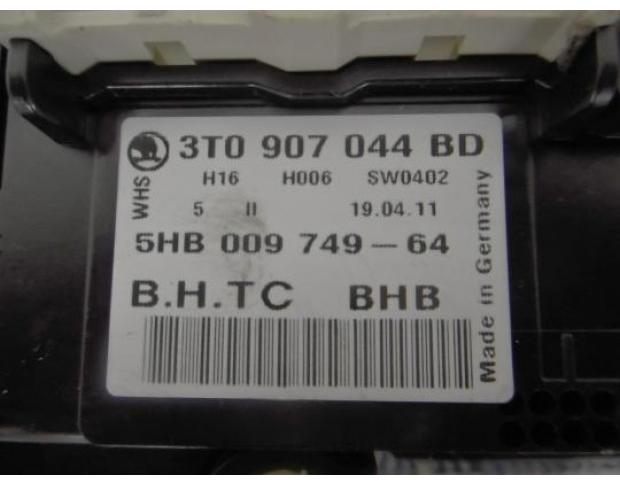 3T0 907 044 BD
WHS
H16 H006 SW0402
5 II 19.04.11
5HB 009 749-64
B.H.TC BHB
Made in Germany